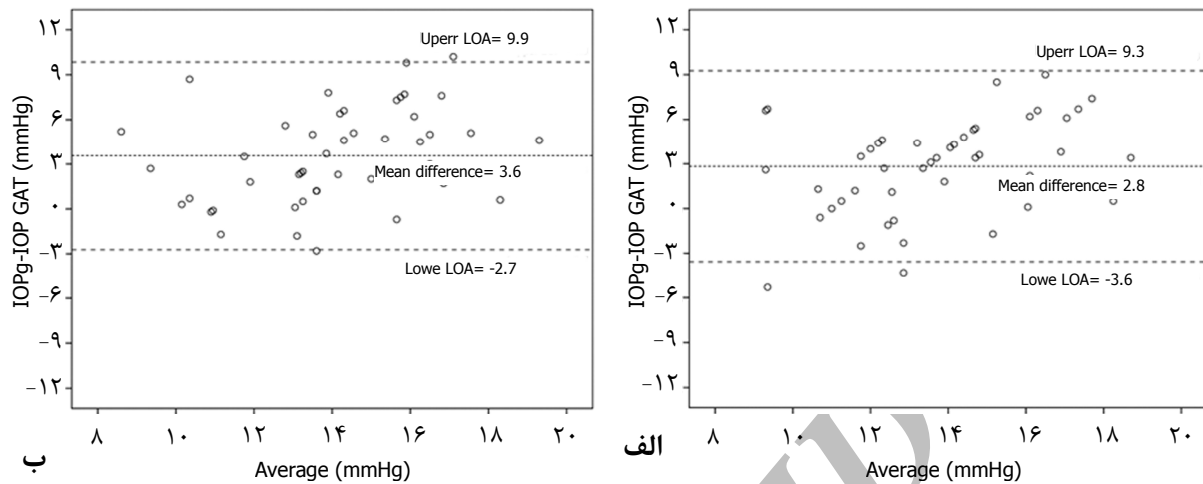 ۱۲
۹
۶
۳
۰
−۳
−۶
−۹
−۱۲
IOPg-IOP GAT (mmHg)
Uperr LOA= 9.9
Mean difference= 3.6
Lowe LOA= -2.7
۸ ۱۰ ۱۲ ۱۴ ۱۶ ۱۸ ۲۰
Average (mmHg)
ب
۱۲
۹
۶
۳
۰
−۳
−۶
−۹
−۱۲
IOPg-IOP GAT (mmHg)
Uperr LOA= 9.3
Mean difference= 2.8
Lowe LOA= -3.6
۸ ۱۰ ۱۲ ۱۴ ۱۶ ۱۸ ۲۰
Average (mmHg)
الف